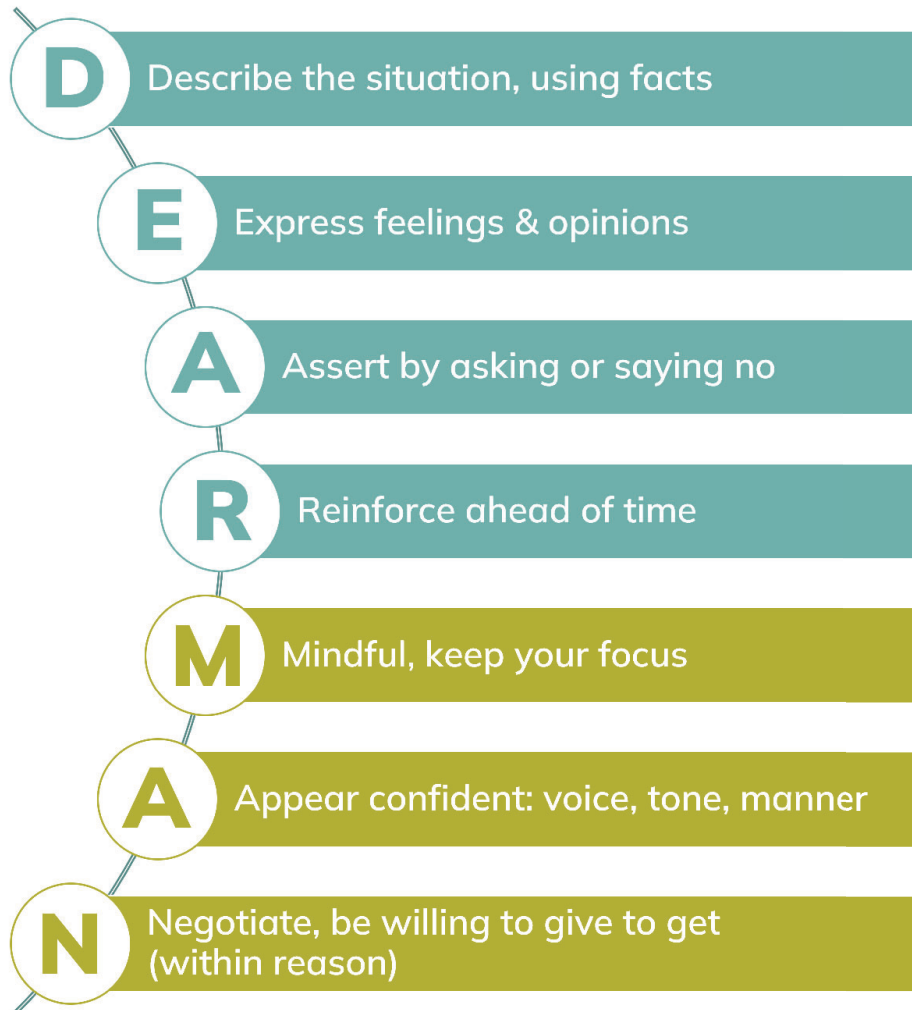 D Describe the situation, using facts
E Express feelings & opinions
A Assert by asking or saying no
R Reinforce ahead of time
M Mindful, keep your focus
A Appear confident: voice, tone, manner
N Negotiate, be willing to give to get
(within reason)